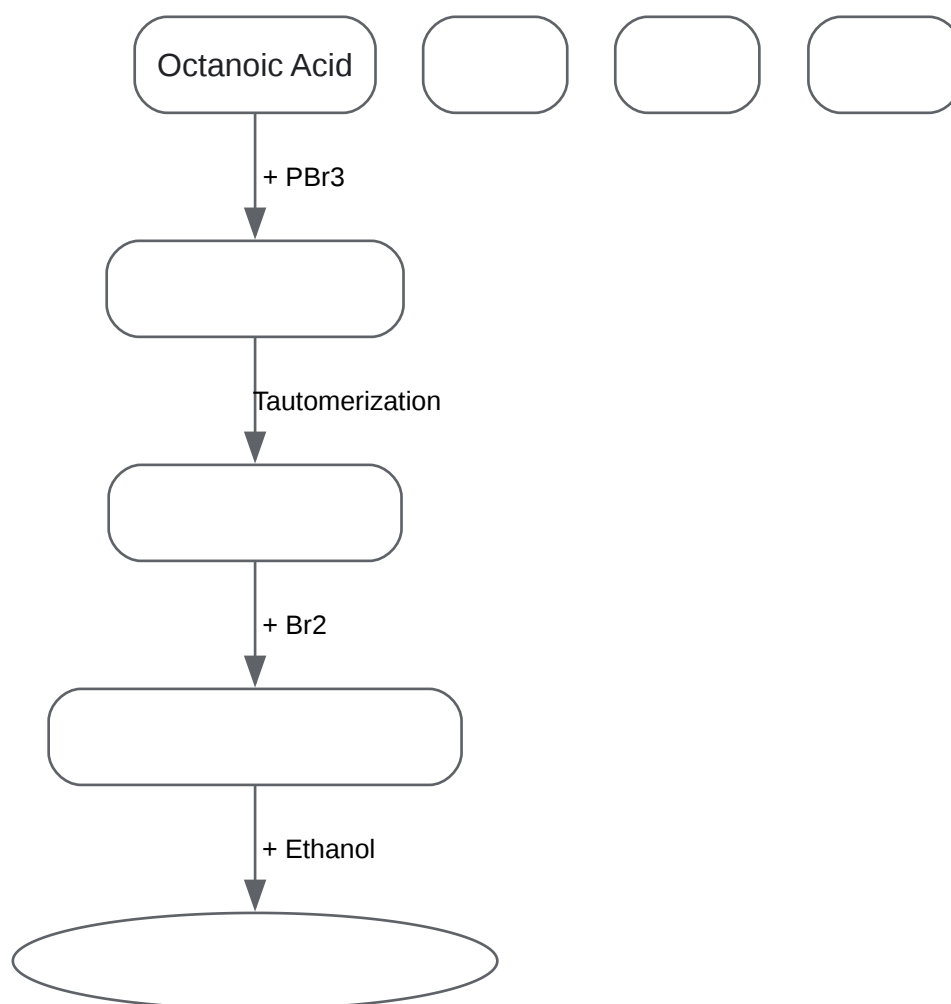 Octanoic Acid
+ PBr3
Tautomerization
+ Br2
+ Ethanol